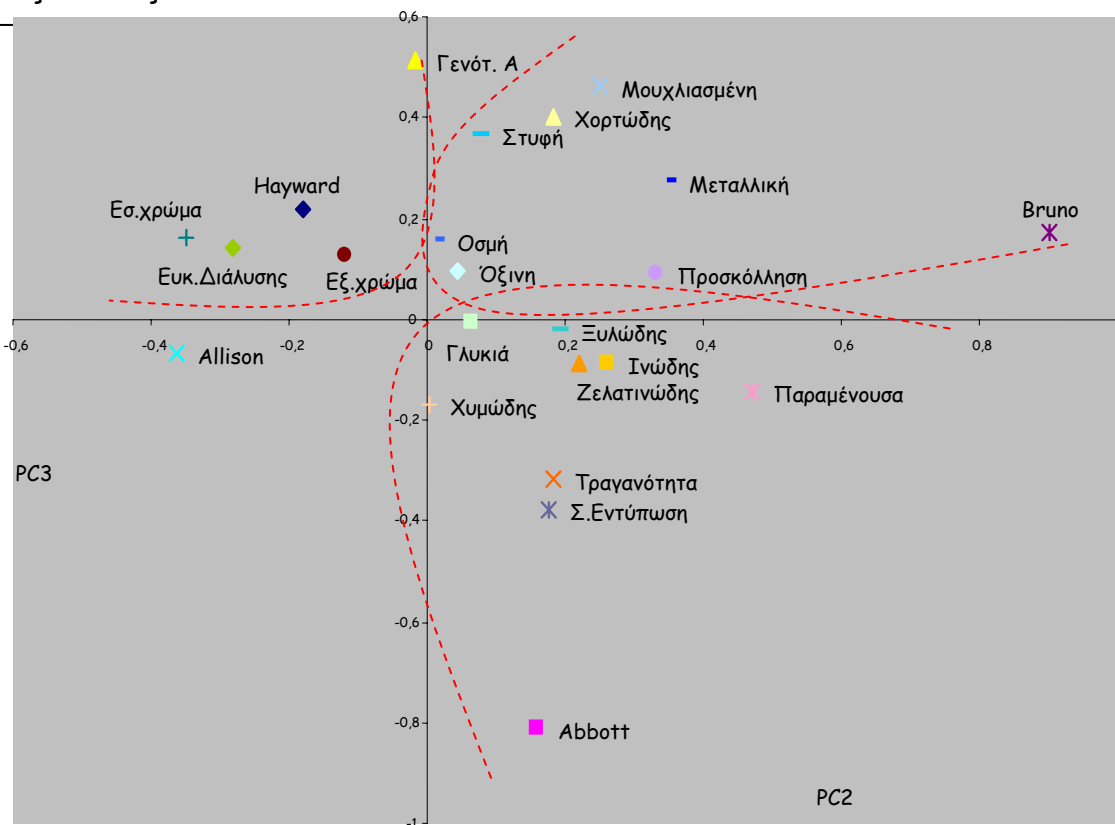 0,6
Γενότ. Α
Μουχλιασμένη
0,4
Χορτώδης
Στυφή
Hayward
Μεταλλική
Εσ.χρώμα
0,2
Bruno
Οσμή
Ευκ.Διάλυσης
Εξ.χρώμα
Όξινη
Προσκόλληση
0
-0,6
-0,4
-0,2
0
0,2
0,4
0,6
0,8
Ξυλώδης
Allison
Γλυκιά
Ινώδης
Ζελατινώδης
Παραμένουσα
Χυμώδης
-0,2
PC3
Τραγανότητα
Σ.Εντύπωση
-0,4
-0,6
-0,8
Abbott
PC2
-1